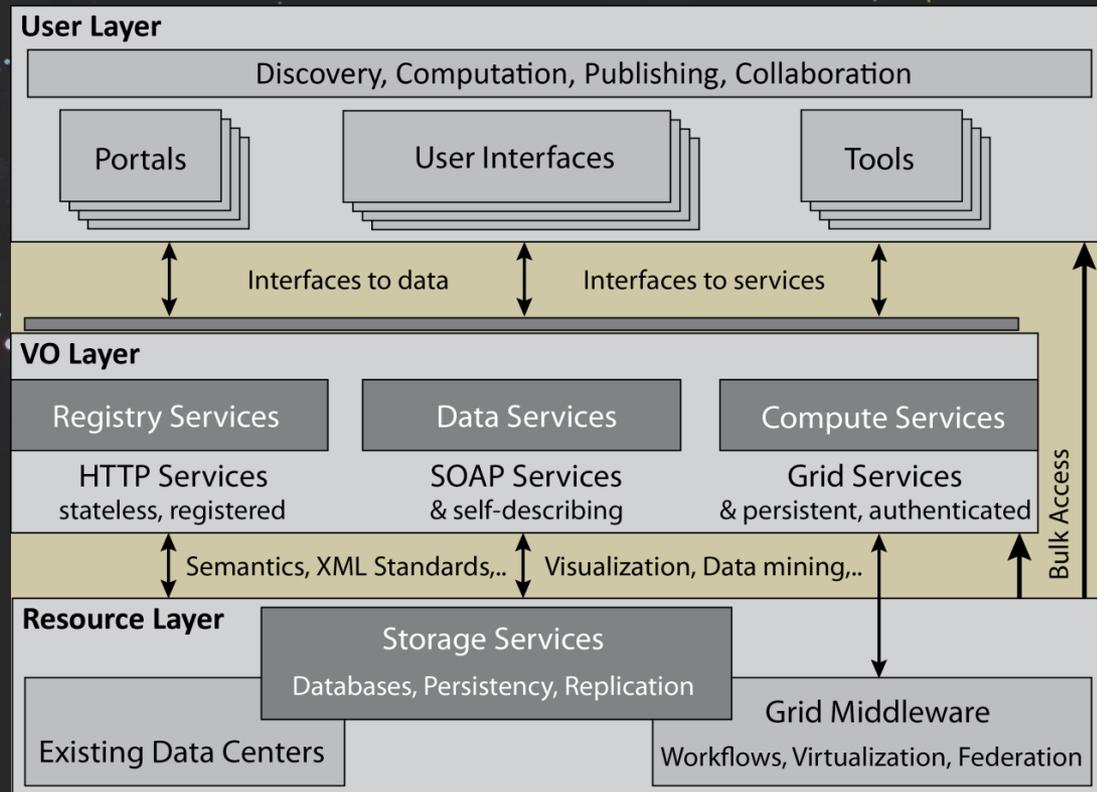 User Layer
Discovery, Computation, Publishing, Collaboration
Portals
User Interfaces
Tools
Interfaces to data
Interfaces to services
VO Layer
Registry Services
Data Services
Compute Services
HTTP Services
stateless, registered
SOAP Services
& self-describing
Grid Services
& persistent, authenticated
Bulk Access
Semantics, XML Standards,..
Visualization, Data mining,..
Resource Layer
Storage Services
Databases, Persistency, Replication
Existing Data Centers
Grid Middleware
Workflows, Virtualization, Federation